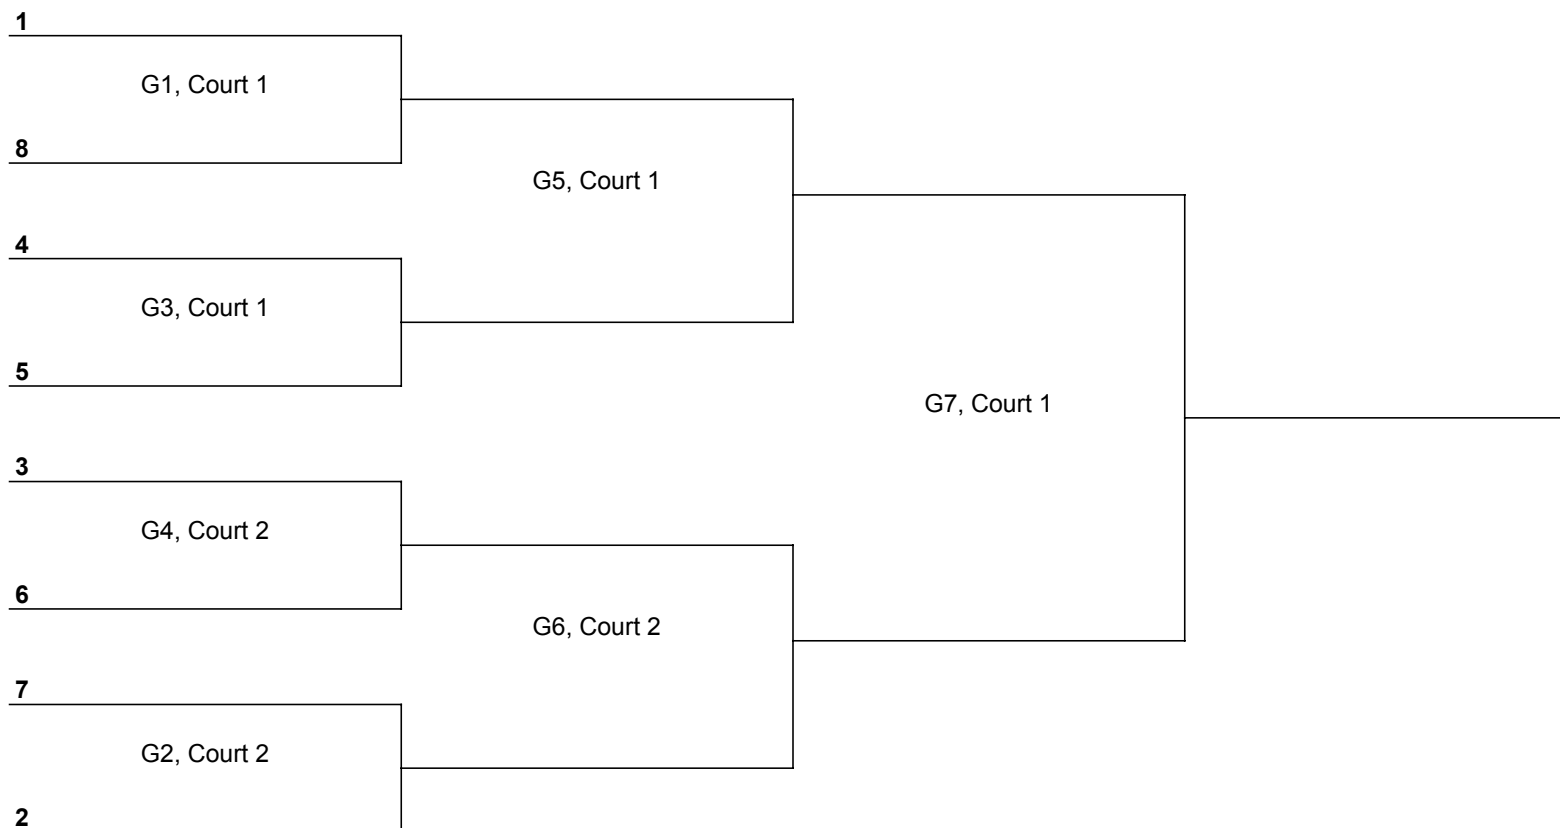 1
G1, Court 1
8
G5, Court 1
4
G3, Court 1
5
G7, Court 1
3
G4, Court 2
6
G6, Court 2
7
G2, Court 2
2